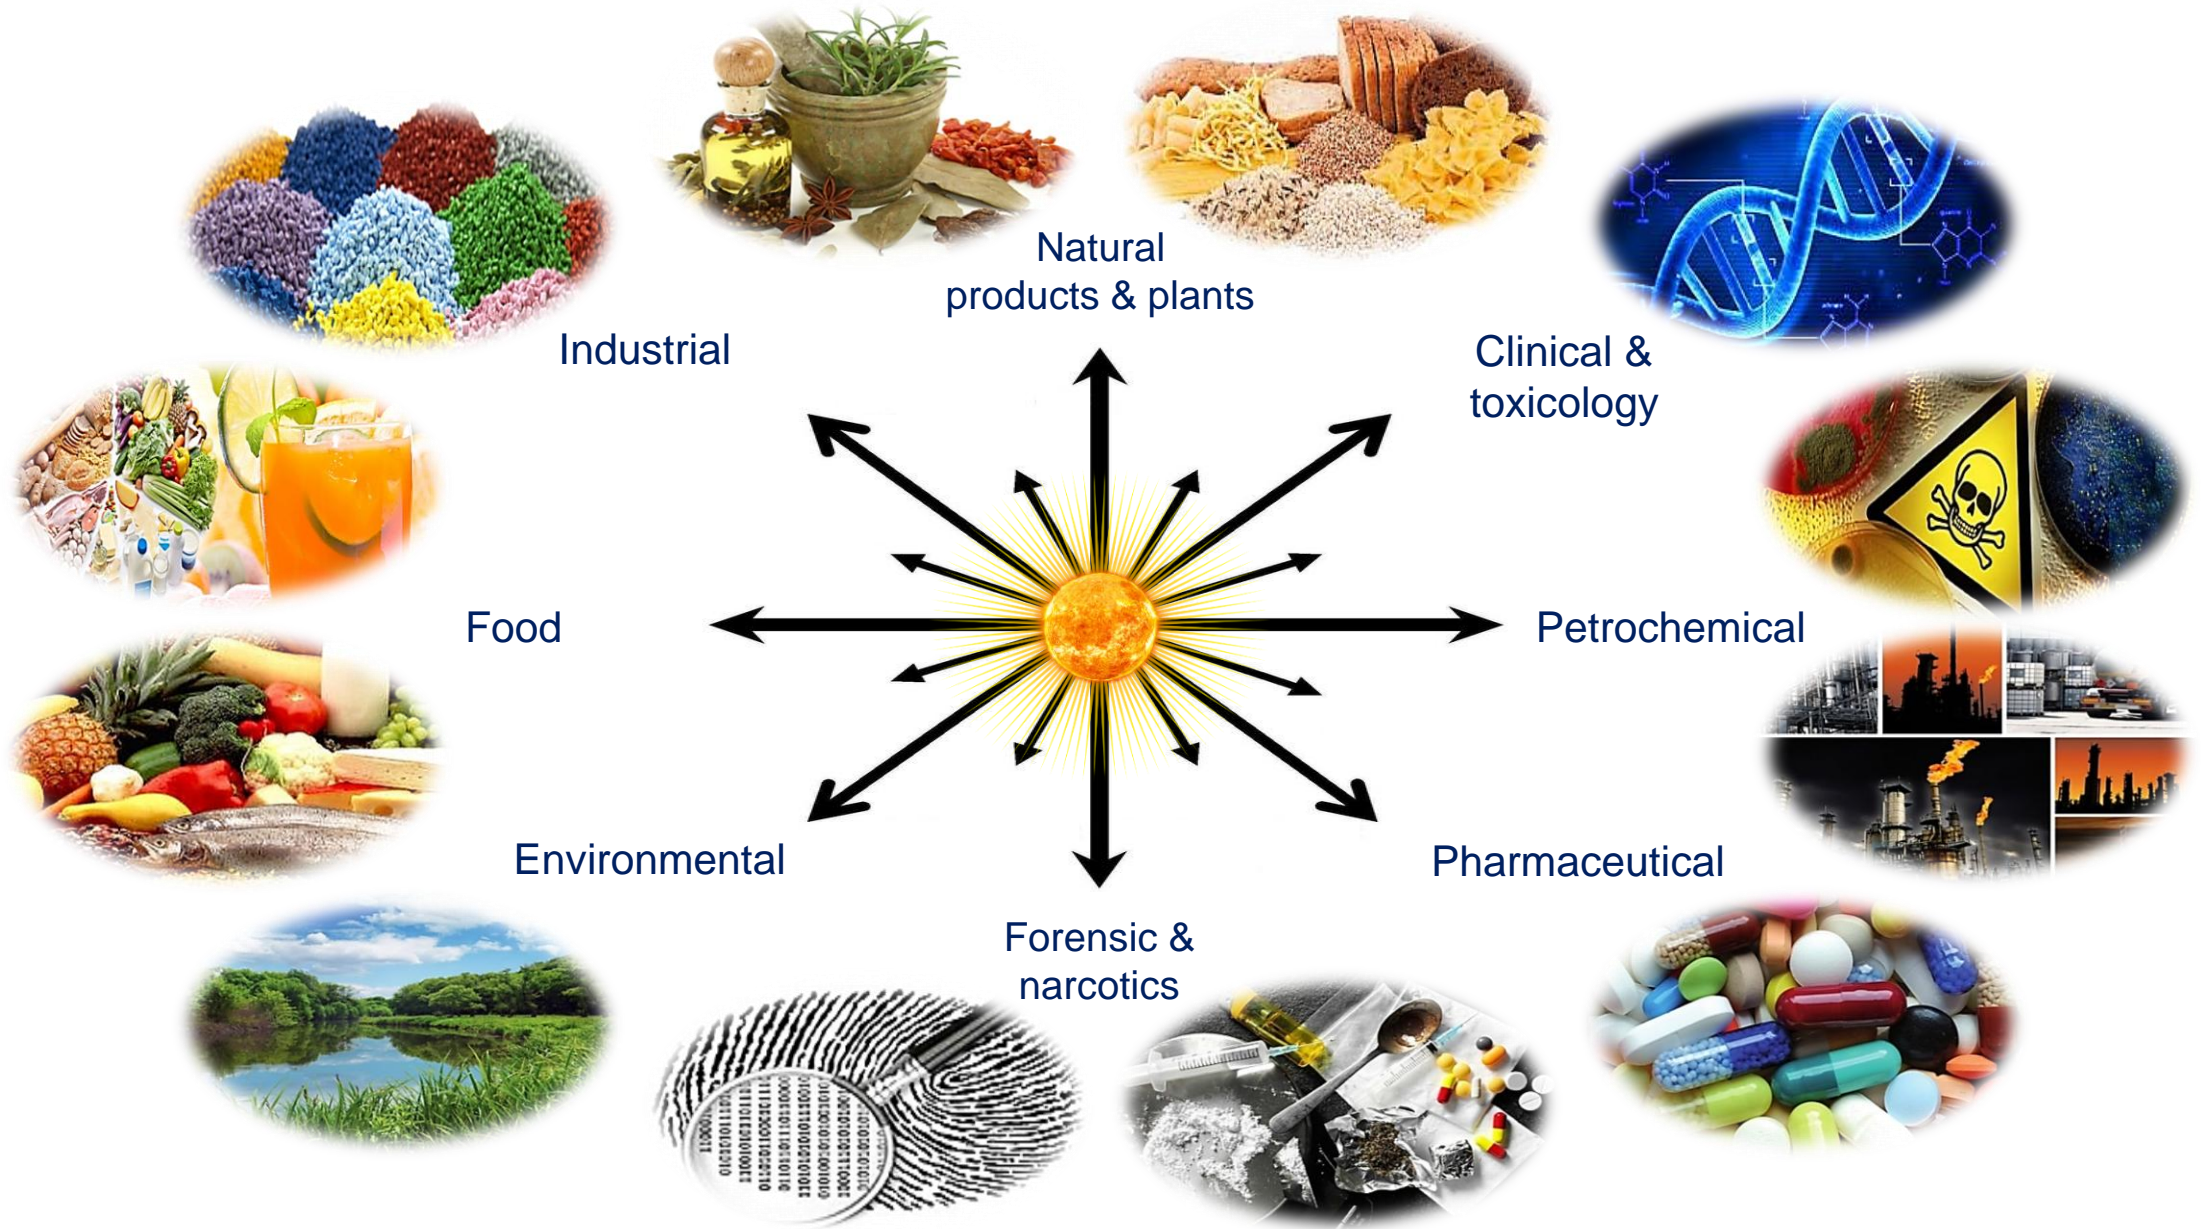 Natural
products & plants
Industrial
Clinical &
toxicology
Food
Petrochemical
Environmental
Pharmaceutical
Forensic &
narcotics